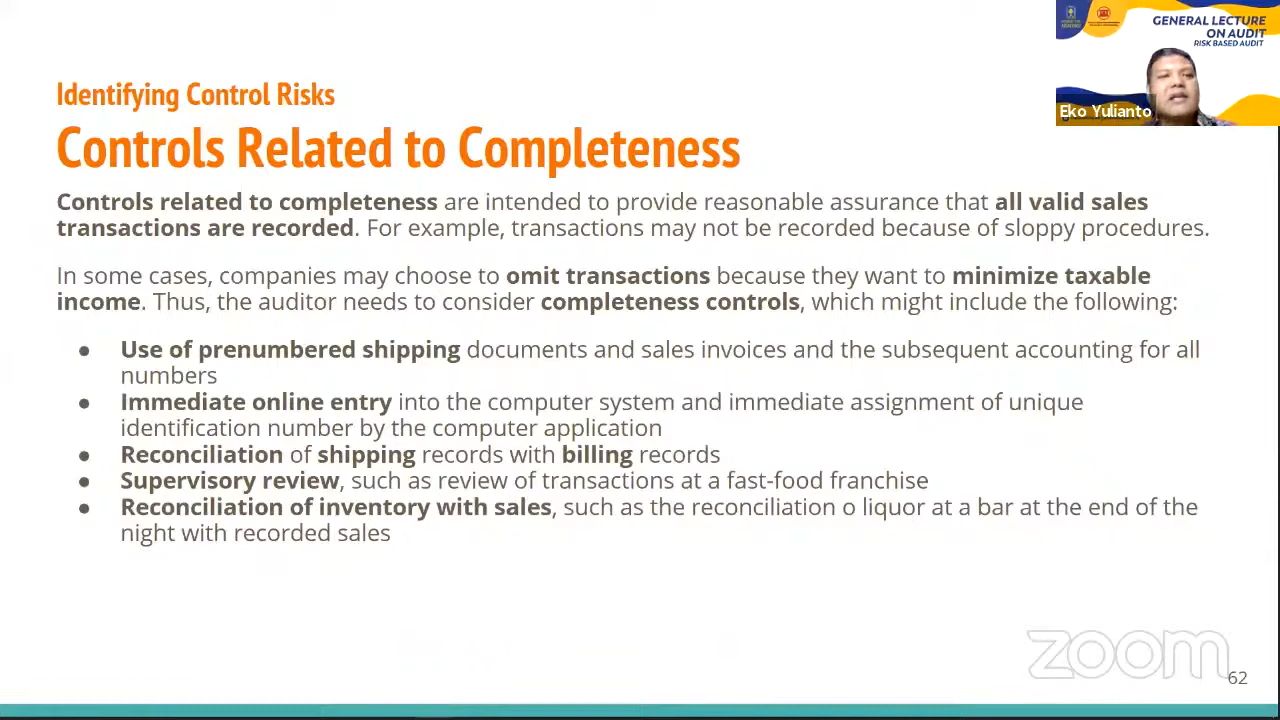 GENERAL LECTURE
ON AUDIT
RISK BASED AUDIT
Eko Yulianto
Identifying Control Risks
Controls Related to Completeness
Controls related to completeness are intended to provide reasonable assurance that all valid sales
transactions are recorded. For example, transactions may not be recorded because of sloppy procedures.
In some cases, companies may choose to omit transactions because they want to minimize taxable
income. Thus, the auditor needs to consider completeness controls, which might include the following:
● Use of prenumbered shipping documents and sales invoices and the subsequent accounting for all
numbers
● Immediate online entry into the computer system and immediate assignment of unique
identification number by the computer application
● Reconciliation of shipping records with billing records
● Supervisory review, such as review of transactions at a fast-food franchise
● Reconciliation of inventory with sales, such as the reconciliation o liquor at a bar at the end of the
night with recorded sales
zoom
62